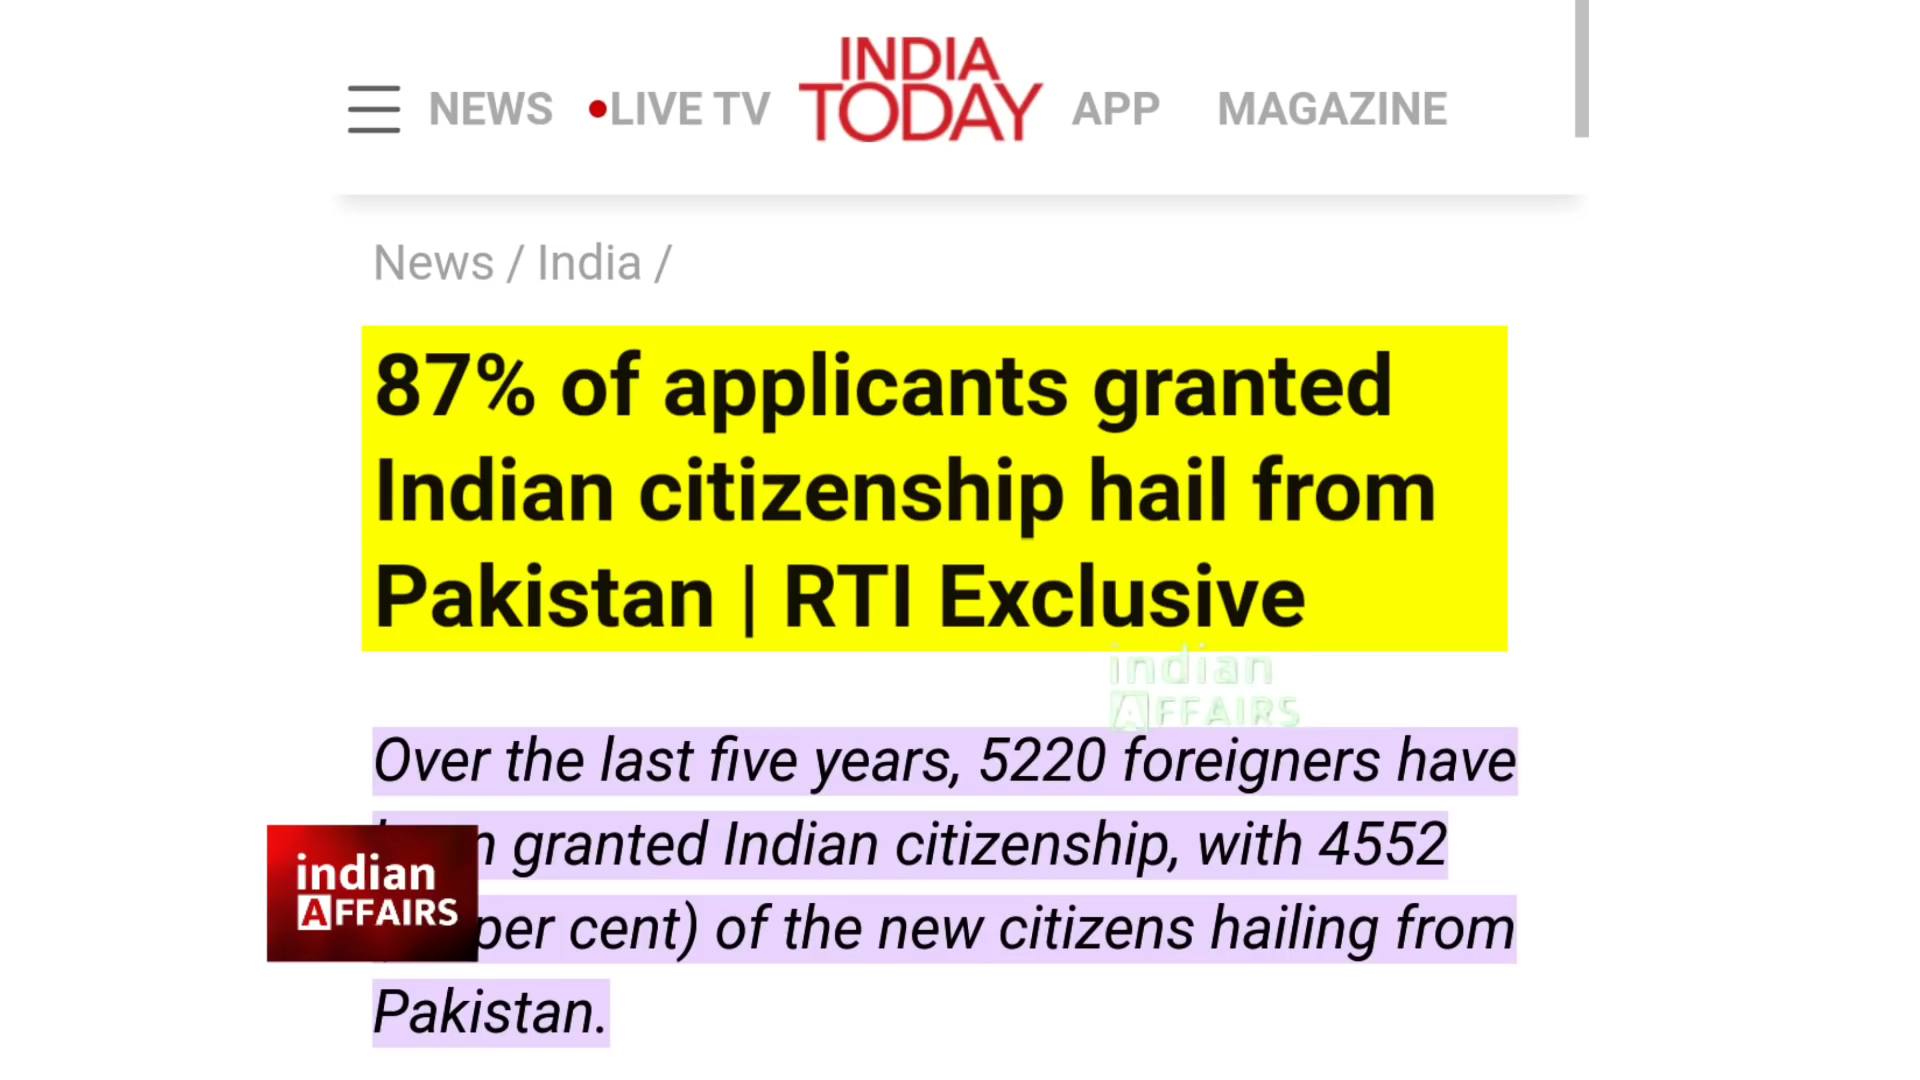 NEWS LIVE TV INDIA TODAY APP MAGAZINE
News / India /
87% of applicants granted
Indian citizenship hail from
Pakistan | RTI Exclusive
indian
AFFAIRS
Over the last five years, 5220 foreigners have
granted Indian citizenship, with 4552
per cent) of the new citizens hailing from
Pakistan.
indian
AFFAIRS